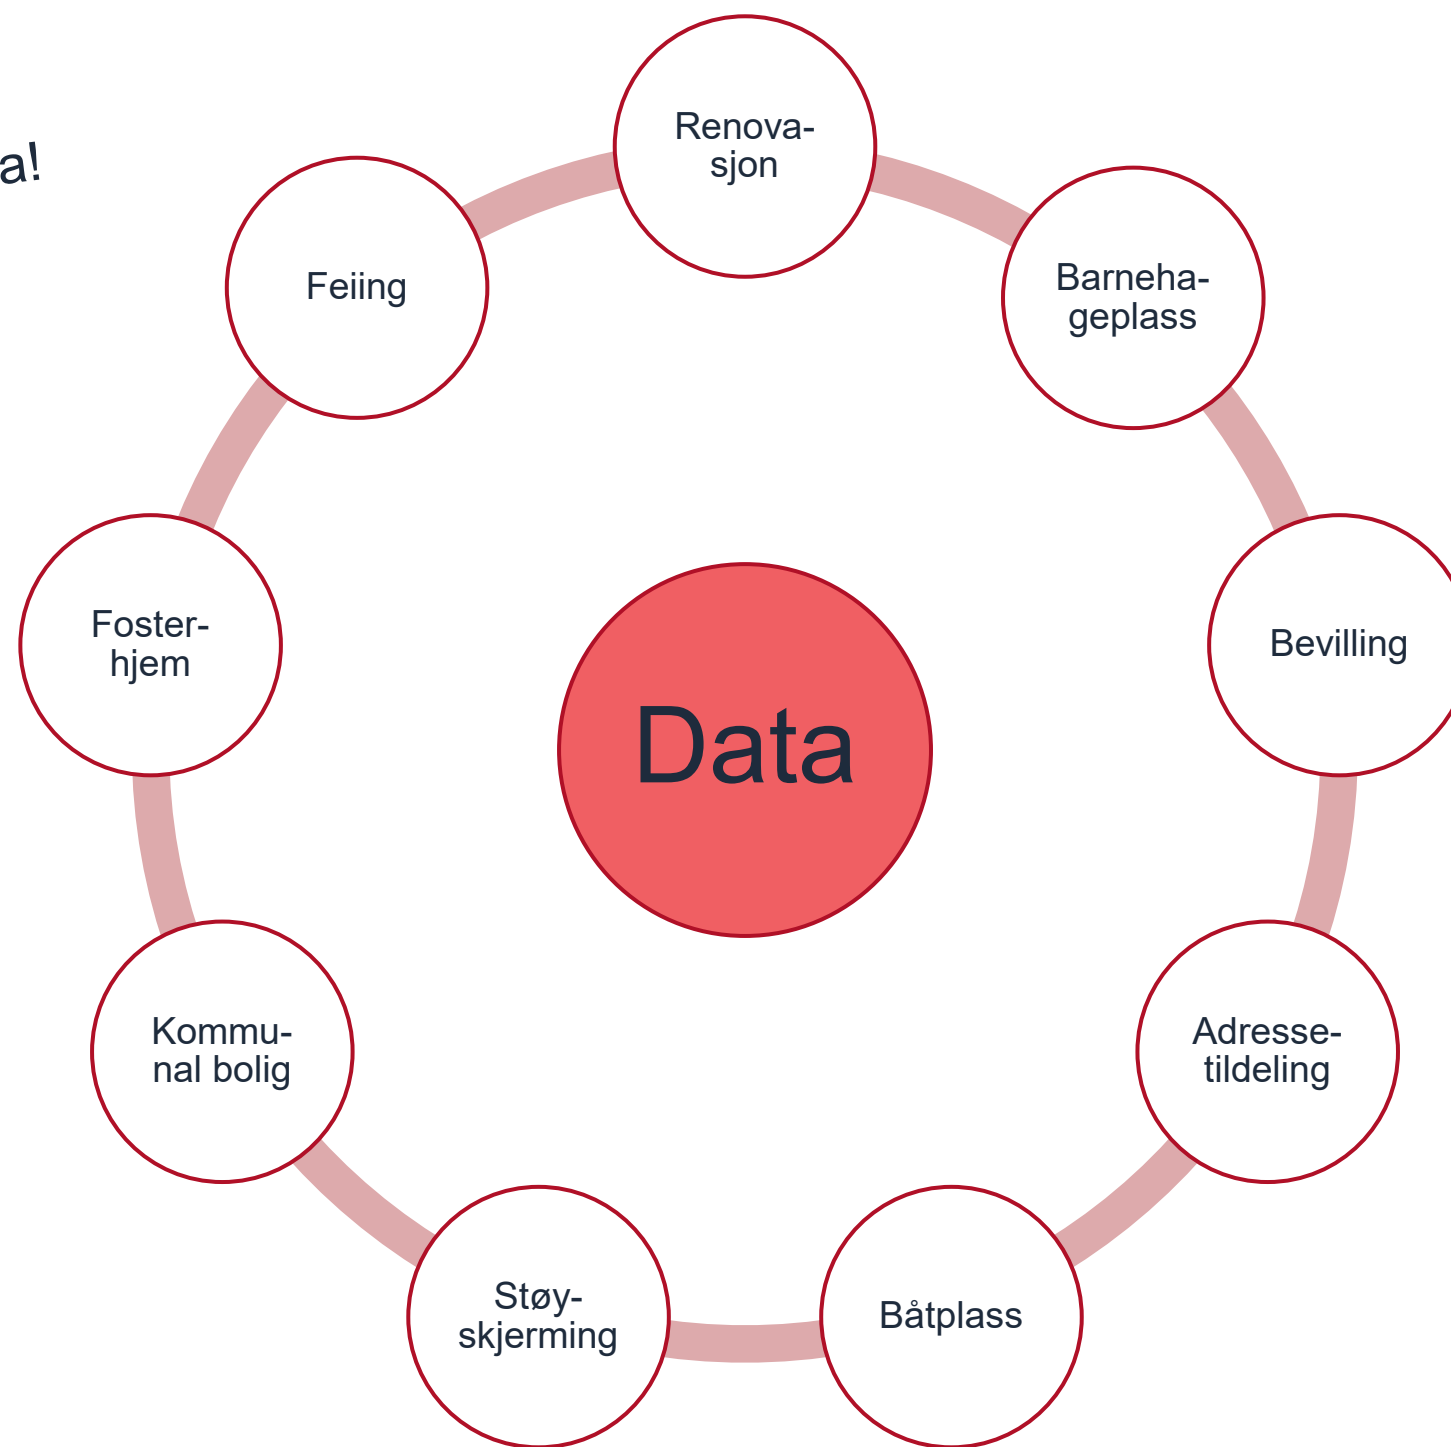 a!
Renova-
sjon
Barneha-
geplass
Bevilling
Adresse-
tildeling
Båtplass
Støy-
skjerming
Kommu-
nal bolig
Foster-
hjem
Feiing
Data